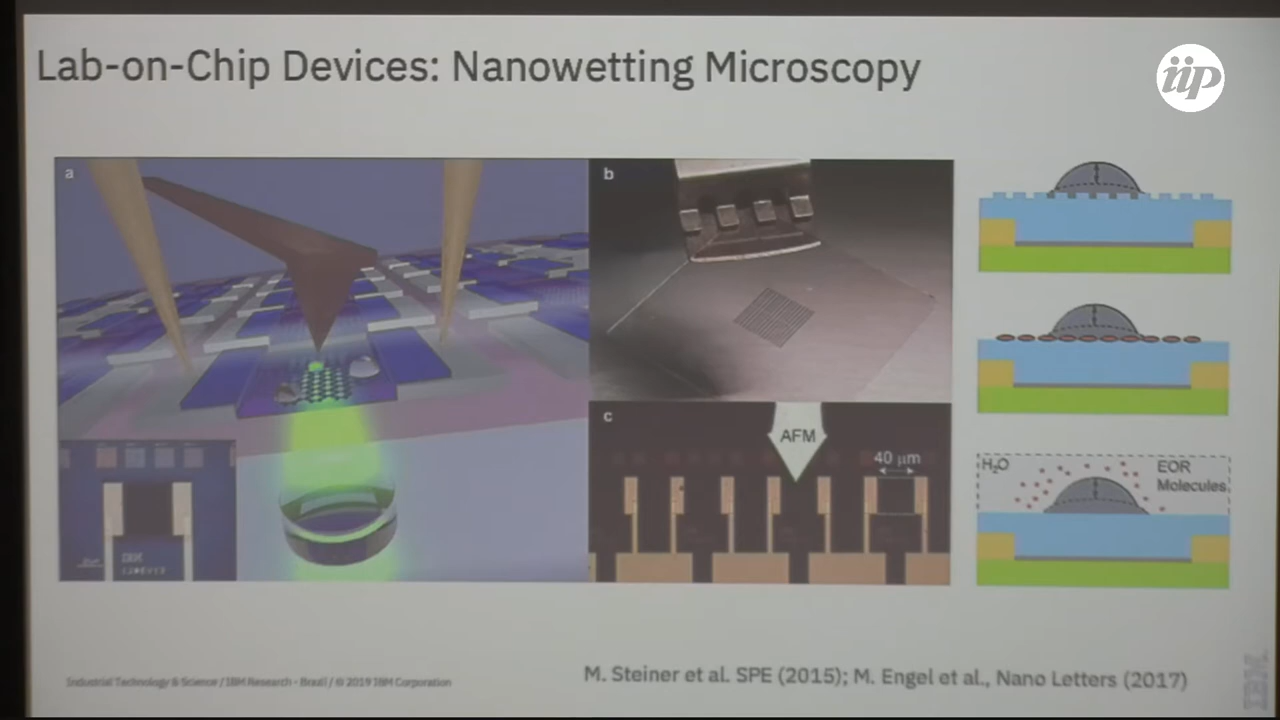 Lab-on-Chip Devices: Nanowetting Microscopy
iip
a
b
c
AFM
40 µm
IBM
H₂O
EOR
Molecules
Industrial Technology & Science / IBM Research - Brazil / © 2019 IBM Corporation
M. Steiner et al. SPE (2015); M. Engel et al., Nano Letters (2017)
IBM